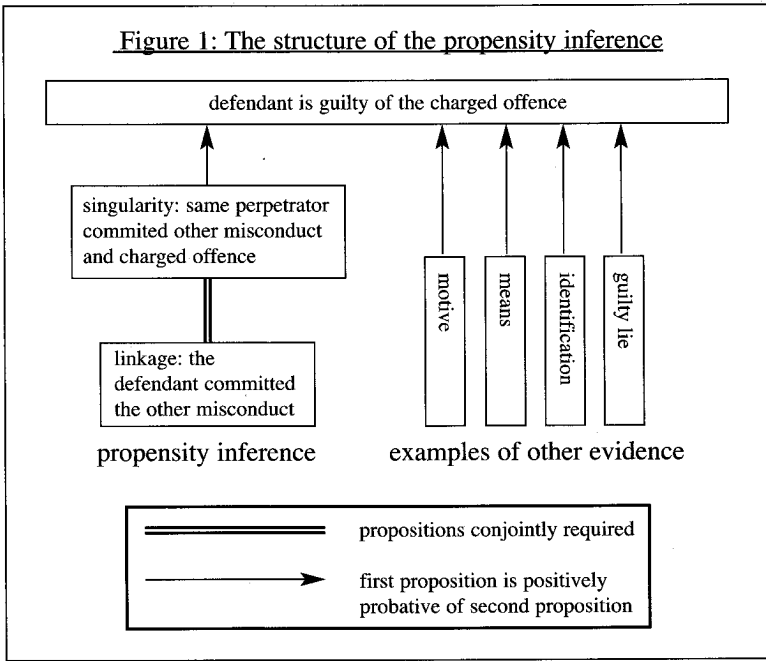 Figure 1: The structure of the propensity inference
defendant is guilty of the charged offence
singularity: same perpetrator
commited other misconduct
and charged offence
linkage: the
defendant committed
the other misconduct
propensity inference
motive
means
identification
guilty lie
examples of other evidence
propositions conjointly required
first proposition is positively
probative of second proposition